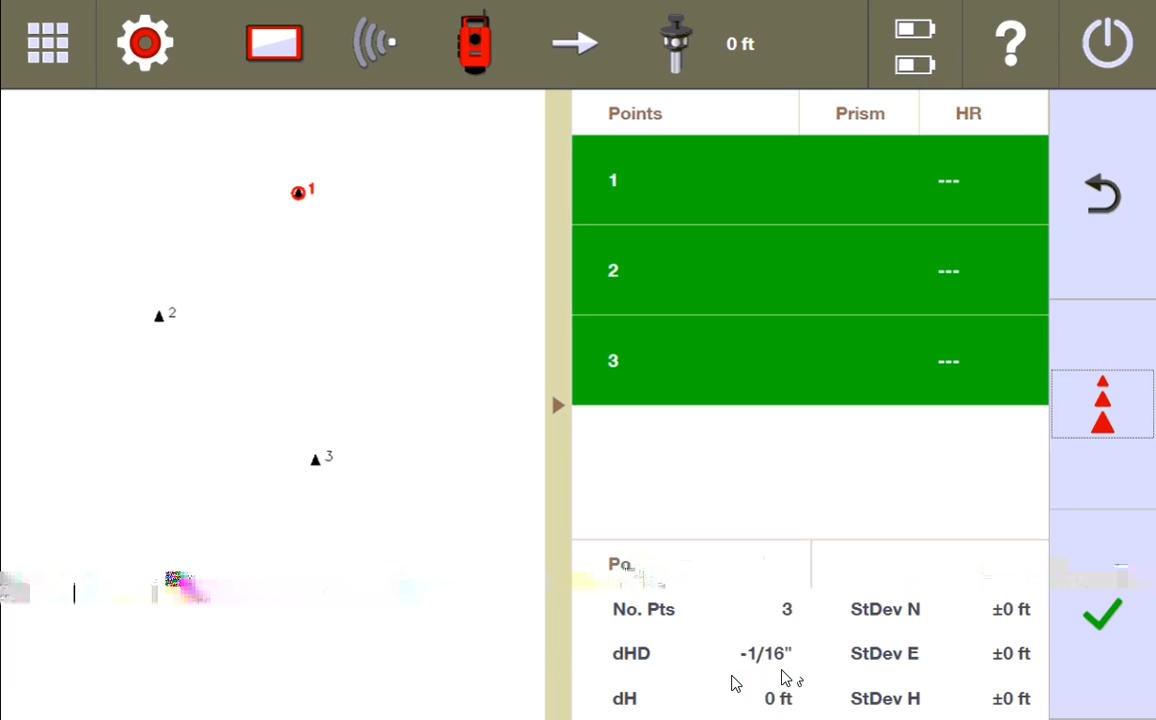 0 ft
Points Prism HR
1 ---
2 ---
3 ---
1
2
3
No. Pts 3 StDev N ±0 ft
dHD -1/16" StDev E ±0 ft
dH 0 ft StDev H ±0 ft